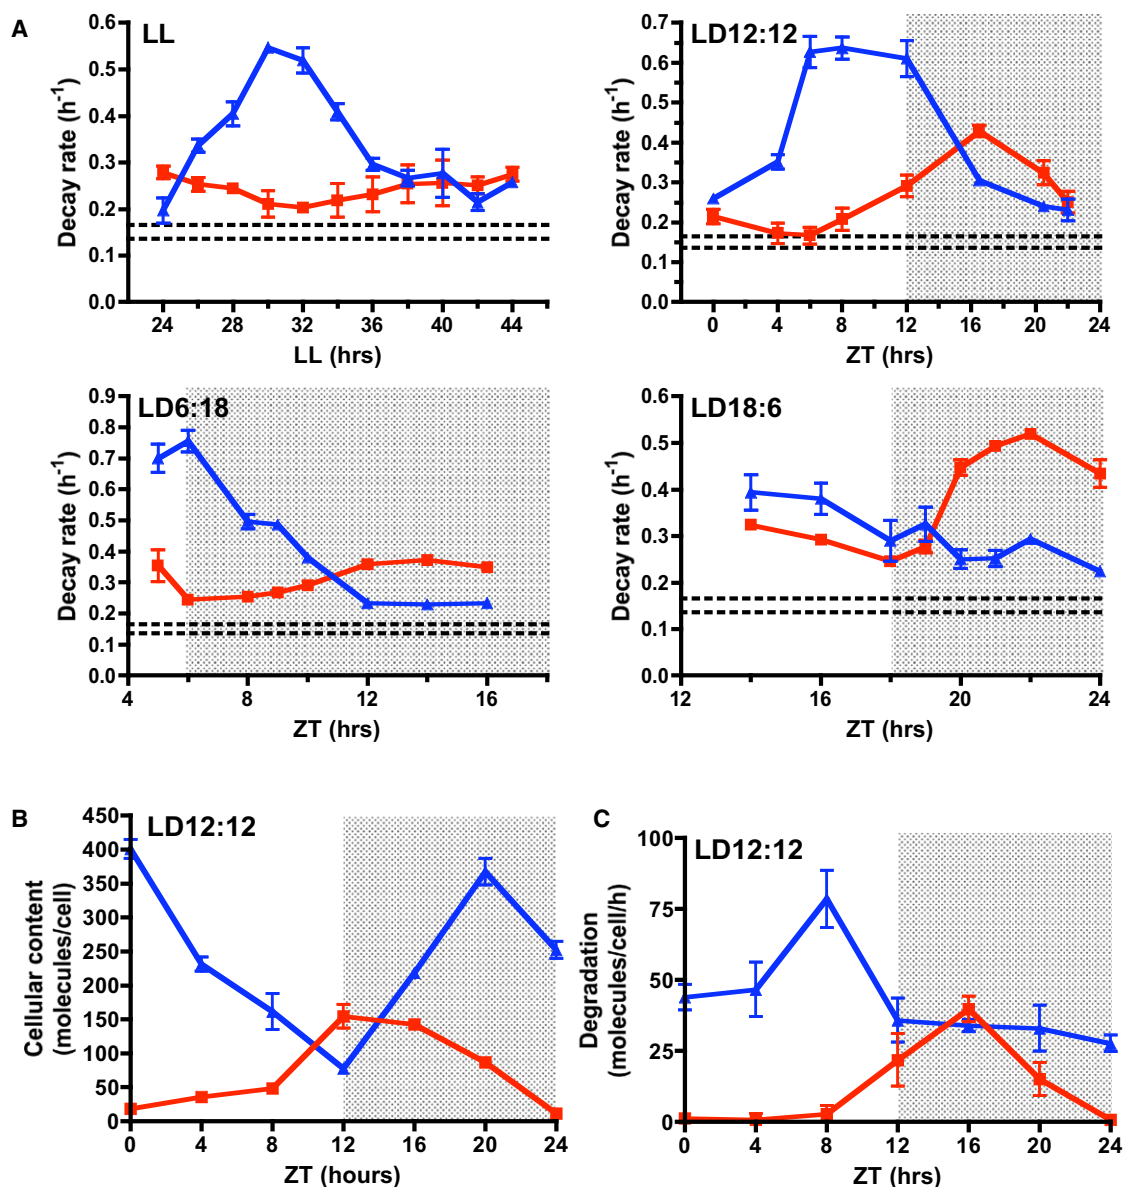 A
LL
Decay rate (h-1)
0.6
0.5
0.4
0.3
0.2
0.1
0.0
24 28 32 36 40 44
LL (hrs)
LD12:12
Decay rate (h-1)
0.7
0.6
0.5
0.4
0.3
0.2
0.1
0.0
0 4 8 12 16 20 24
ZT (hrs)
LD6:18
Decay rate (h-1)
0.9
0.8
0.7
0.6
0.5
0.4
0.3
0.2
0.1
0.0
4 8 12 16
ZT (hrs)
LD18:6
Decay rate (h-1)
0.6
0.5
0.4
0.3
0.2
0.1
0.0
12 16 20 24
ZT (hrs)
B
LD12:12
Cellular content
(molecules/cell)
450
400
350
300
250
200
150
100
50
0
0 4 8 12 16 20 24
ZT (hours)
C
LD12:12
Degradation
(molecules/cell/h)
100
75
50
25
0
0 4 8 12 16 20 24
ZT (hrs)